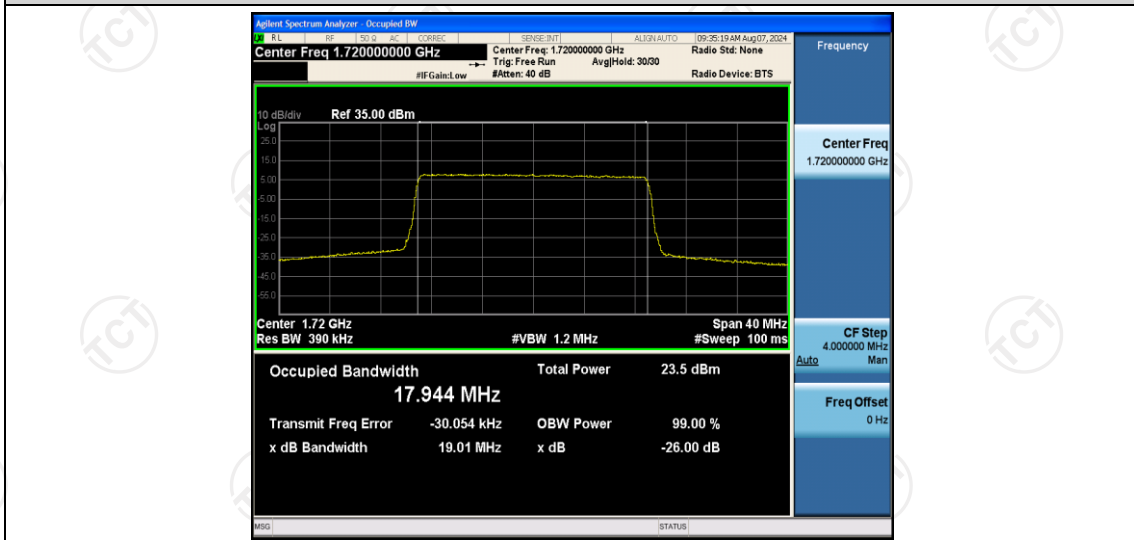 Agilent Spectrum Analyzer - Occupied BW
LXI RL RF 50 Ω AC CORREC SENSE:INT ALIGN AUTO 09:35:19 AM Aug 07, 2024
Center Freq 1.720000000 GHz
Center Freq: 1.720000000 GHz Radio Std: None
Trig: Free Run Avg|Hold: 30/30
#IFGain:Low #Atten: 40 dB Radio Device: BTS
10 dB/div Ref 35.00 dBm
Log
25.0
15.0
5.00
-5.00
-15.0
-25.0
-35.0
-45.0
-55.0
Center 1.72 GHz Span 40 MHz
Res BW 390 kHz #VBW 1.2 MHz #Sweep 100 ms
Occupied Bandwidth Total Power 23.5 dBm
17.944 MHz
Transmit Freq Error -30.054 kHz OBW Power 99.00 %
x dB Bandwidth 19.01 MHz x dB -26.00 dB
MSG STATUS
Frequency
Center Freq
1.720000000 GHz
CF Step
4.000000 MHz
Auto Man
Freq Offset
0 Hz
TCT
TCT
TCT
TCT